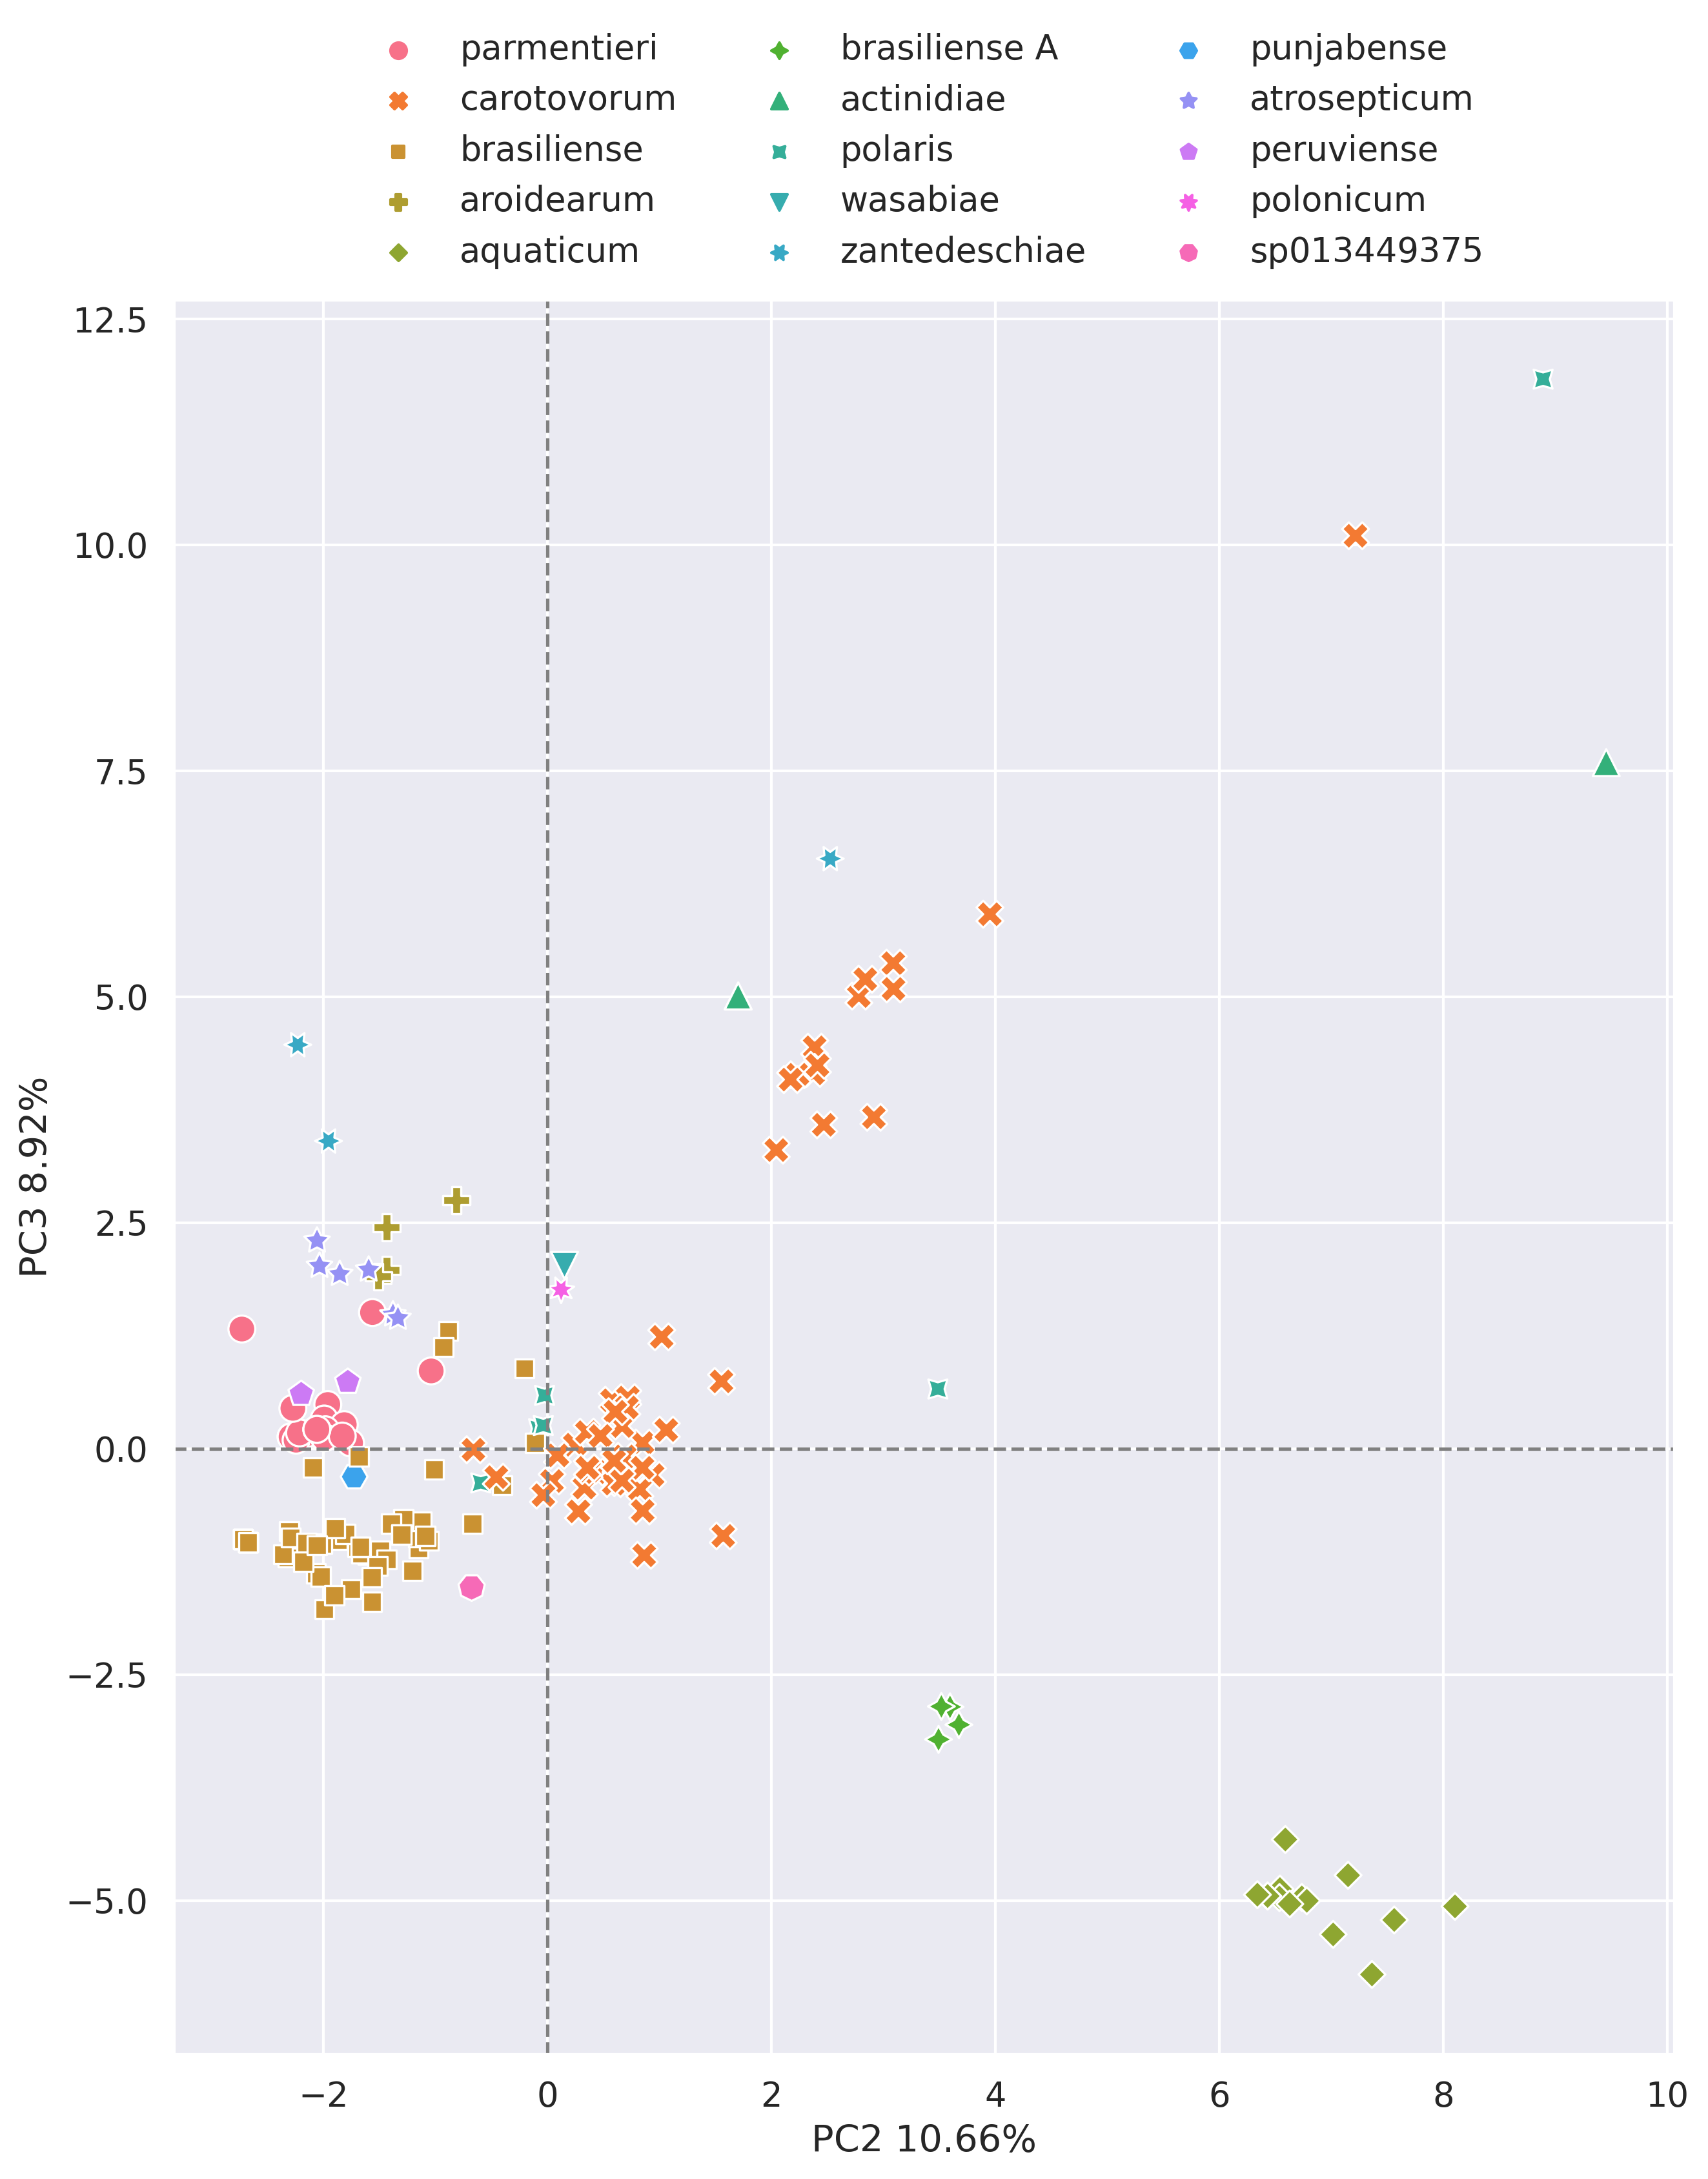 parmentieri
carotovorum
brasiliense
aroidearum
aquaticum
brasiliense A
actinidiae
polaris
wasabiae
zantedeschiae
punjabense
atrosepticum
peruviense
polonicum
sp013449375
12.5
10.0
7.5
5.0
2.5
0.0
−2.5
−5.0
PC3 8.92%
−2
0
2
4
6
8
10
PC2 10.66%